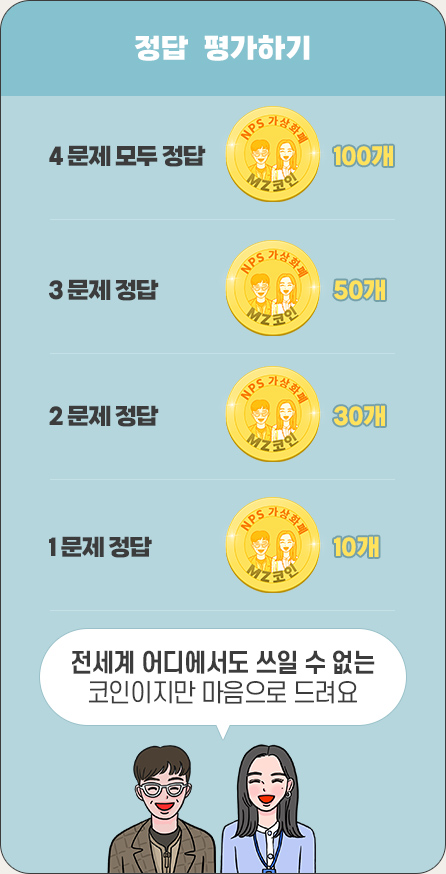 정답 평가하기
4 문제 모두 정답
NPS 가상화폐
MZ코인
100개
3 문제 정답
NPS 가상화폐
MZ코인
50개
2 문제 정답
NPS 가상화폐
MZ코인
30개
1 문제 정답
NPS 가상화폐
MZ코인
10개
전세계 어디에서도 쓰일 수 없는
코인이지만 마음으로 드려요